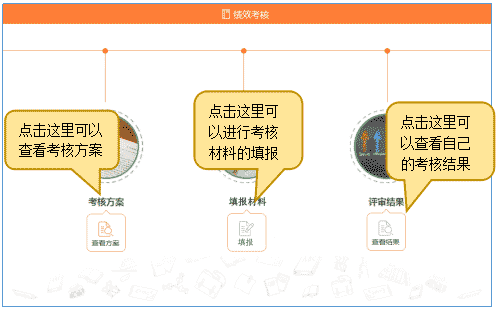 绩效考核
点击这里可以
查看考核方案
点击这里可
以进行考核
材料的填报
点击这里可
以查看自己
的考核结果
考核方案
填报材料
评审结果
查看方案
填报
查看结果